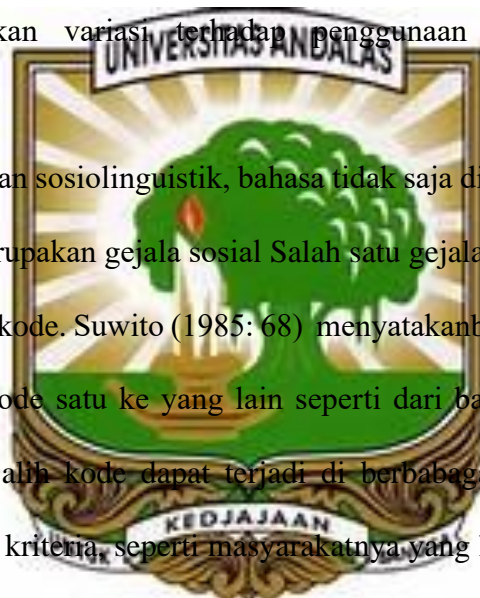 kan variasi terhadap penggunaan
UNIVERSITAS ANDALAS
an sosiolinguistik, bahasa tidak saja di
rupakan gejala sosial Salah satu gejala
kode. Suwito (1985: 68) menyatakanb
ode satu ke yang lain seperti dari ba
alih kode dapat terjadi di berbabaga
KEDJAJAAN
kriteria, seperti masyarakatnya yang